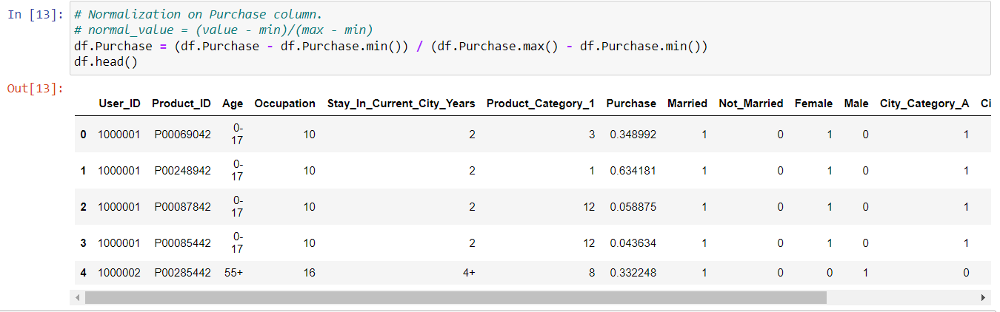 In [13]: # Normalization on Purchase column.
# normal_value = (value - min)/(max - min)
df.Purchase = (df.Purchase - df.Purchase.min()) / (df.Purchase.max() - df.Purchase.min())
df.head()
Out[13]:
User_ID Product_ID Age Occupation Stay_In_Current_City_Years Product_Category_1 Purchase Married Not_Married Female Male City_Category_A Ci
0 1000001 P00069042 0-17 10 2 3 0.348992 1 0 1 0 1
1 1000001 P00248942 0-17 10 2 1 0.634181 1 0 1 0 1
2 1000001 P00087842 0-17 10 2 12 0.058875 1 0 1 0 1
3 1000001 P00085442 0-17 10 2 12 0.043634 1 0 1 0 1
4 1000002 P00285442 55+ 16 4+ 8 0.332248 1 0 0 1 0